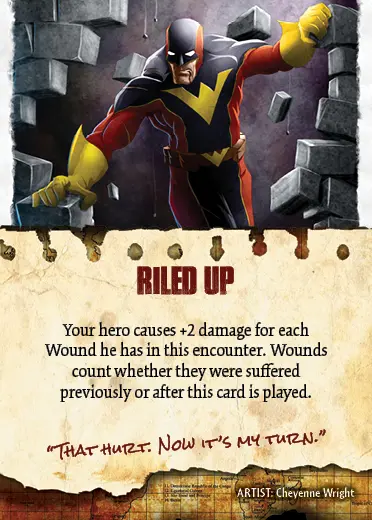 RILED UP
Your hero causes +2 damage for each
Wound he has in this encounter. Wounds
count whether they were suffered
previously or after this card is played.
“That hurt. Now it’s my turn.”
ARTIST: Cheyenne Wright